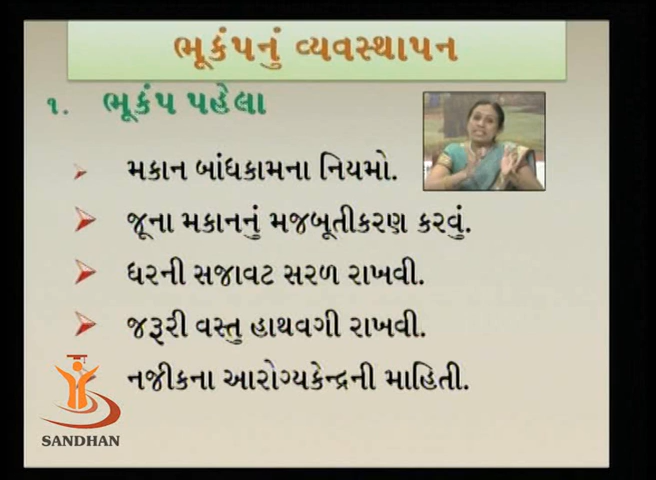 ભૂકંપનું વ્યવસ્થાપન
૧. ભૂકંપ પહેલા
મકાન બાંધકામના નિયમો.
જૂના મકાનનું મજબૂતીકરણ કરવું.
ઘરની સજાવટ સરળ રાખવી.
જરૂરી વસ્તુ હાથવગી રાખવી.
નજીકના આરોગ્યકેન્દ્રની માહિતી.
SANDHAN